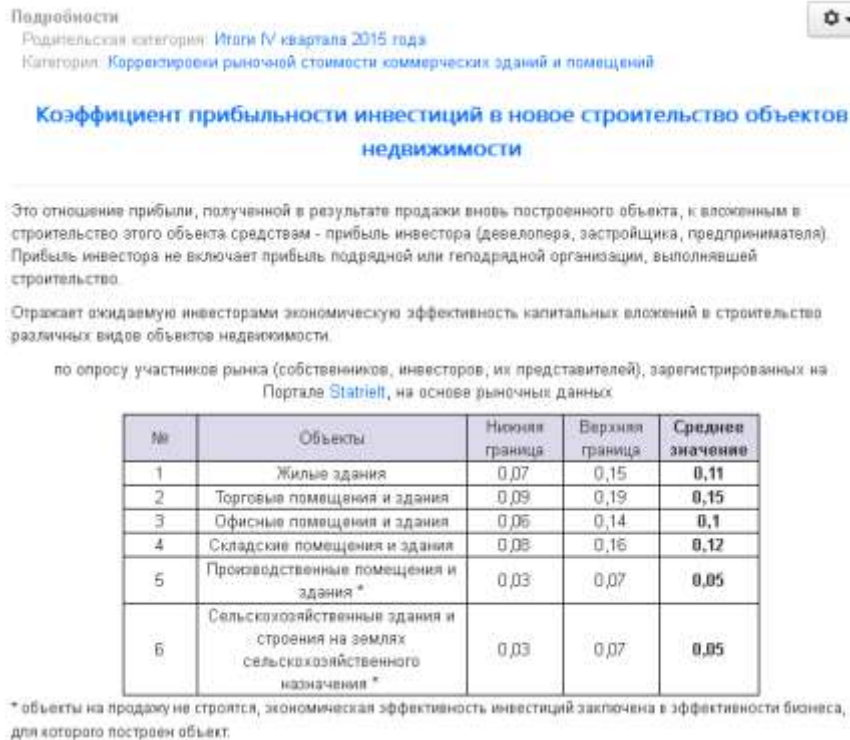 Подробности
Родительская категория: Итоги IV квартала 2015 года
Категория: Корректировки рыночной стоимости коммерческих зданий и помещений
Коэффициент прибыльности инвестиций в новое строительство объектов
недвижимости
Это отношение прибыли, полученной в результате продажи вновь построенного объекта, к вложенным в
строительство этого объекта средствам - прибыль инвестора (девелопера, застройщика, предпринимателя).
Прибыль инвестора не включает прибыль подрядной или генподрядной организации, выполнявшей
строительство.
Отражает ожидаемую инвесторами экономическую эффективность капитальных вложений в строительство
различных видов объектов недвижимости.
по опросу участников рынка (собственников, инвесторов, их представителей), зарегистрированных на
Портале Statrielt, на основе рыночных данных
№ Объекты Нижняя граница Верхняя граница Среднее значение
1 Жилые здания 0,07 0,15 0,11
2 Торговые помещения и здания 0,09 0,19 0,15
3 Офисные помещения и здания 0,06 0,14 0,1
4 Складские помещения и здания 0,08 0,16 0,12
5 Производственные помещения и здания * 0,03 0,07 0,05
6 Сельскохозяйственные здания и строения на землях сельскохозяйственного назначения * 0,03 0,07 0,05
* объекты на продажу не строятся, экономическая эффективность инвестиций заключена в эффективности бизнеса,
для которого построен объект.